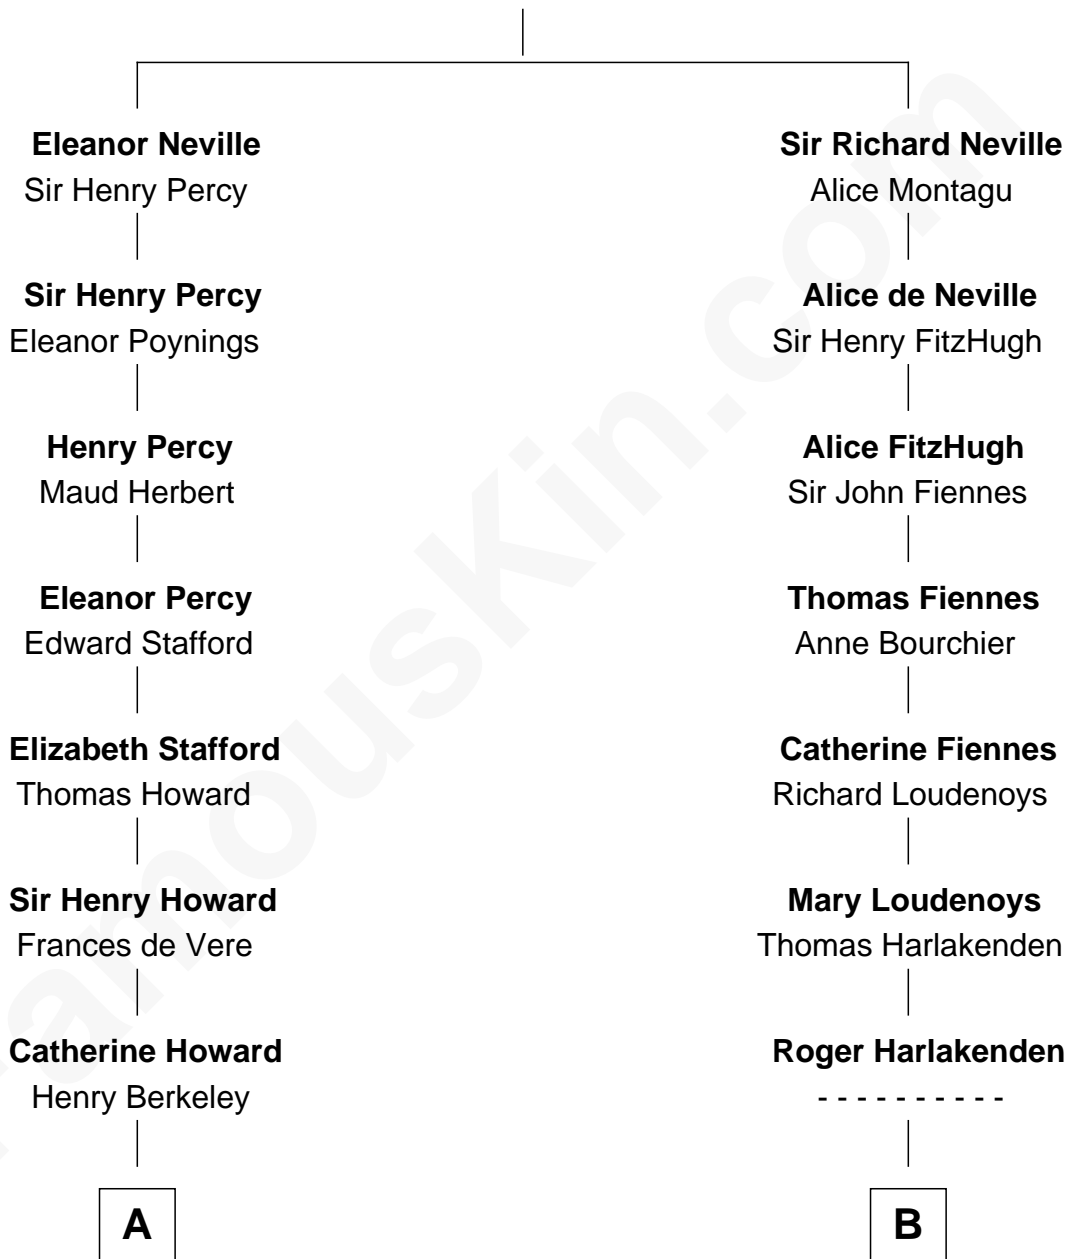 Eleanor Neville
Sir Henry Percy
Sir Henry Percy
Eleanor Poynings
Henry Percy
Maud Herbert
Eleanor Percy
Edward Stafford
Elizabeth Stafford
Thomas Howard
Sir Henry Howard
Frances de Vere
Catherine Howard
Henry Berkeley
A
Sir Richard Neville
Alice Montagu
Alice de Neville
Sir Henry FitzHugh
Alice FitzHugh
Sir John Fiennes
Thomas Fiennes
Anne Bourchier
Catherine Fiennes
Richard Loudenoys
Mary Loudenoys
Thomas Harlakenden
Roger Harlakenden
- - - - - - - - - -
B
FamousKin.com